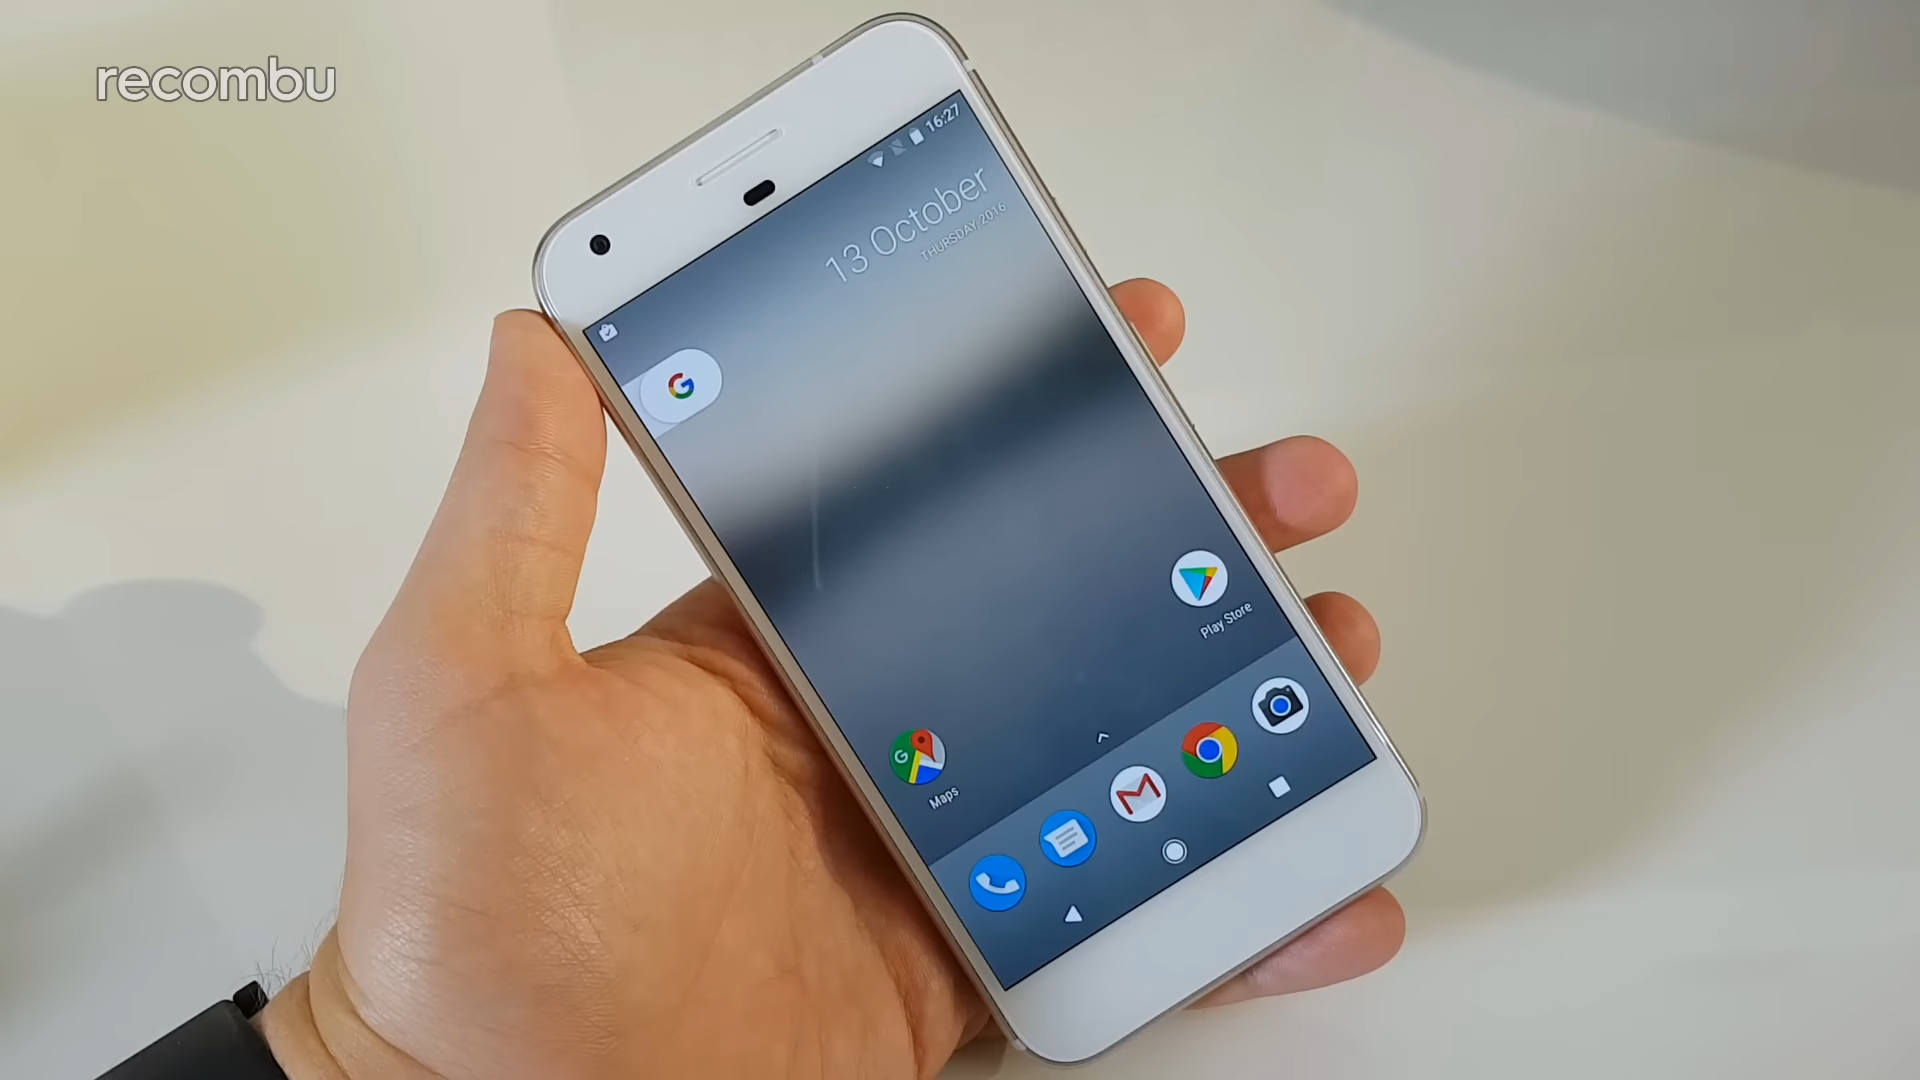 recombu
16:27
13 October
THURSDAY, 2016
G
Play Store
G
Maps